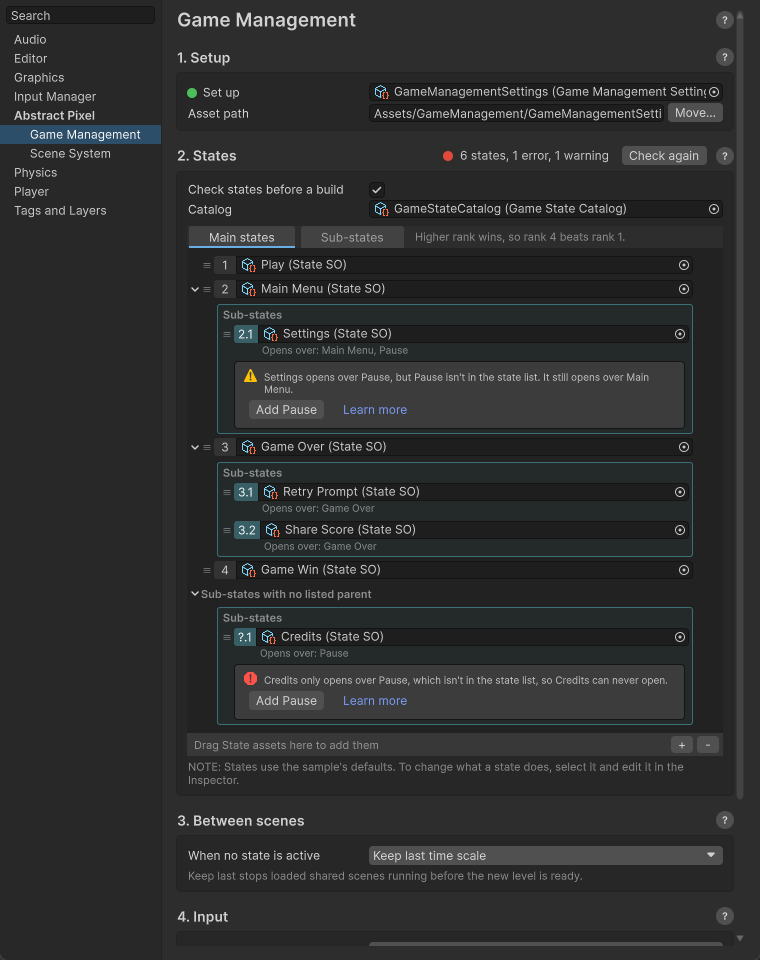 Search
Audio
Editor
Graphics
Input Manager
Abstract Pixel
Game Management
Scene System
Physics
Player
Tags and Layers
Game Management
?
1. Setup
?
Set up
GameManagementSettings (Game Management Setting
Asset path
Assets/GameManagement/GameManagementSetti
Move...
2. States
6 states, 1 error, 1 warning
Check again
?
Check states before a build
Catalog
GameStateCatalog (Game State Catalog)
Main states
Sub-states
Higher rank wins, so rank 4 beats rank 1.
1 Play (State SO)
2 Main Menu (State SO)
Sub-states
2.1 Settings (State SO)
Opens over: Main Menu, Pause
Settings opens over Pause, but Pause isn't in the state list. It still opens over Main
Menu.
Add Pause Learn more
3 Game Over (State SO)
Sub-states
3.1 Retry Prompt (State SO)
Opens over: Game Over
3.2 Share Score (State SO)
Opens over: Game Over
4 Game Win (State SO)
Sub-states with no listed parent
Sub-states
?.1 Credits (State SO)
Opens over: Pause
Credits only opens over Pause, which isn't in the state list, so Credits can never open.
Add Pause Learn more
Drag State assets here to add them
+ -
NOTE: States use the sample's defaults. To change what a state does, select it and edit it in the
Inspector.
3. Between scenes
?
When no state is active
Keep last time scale
Keep last stops loaded shared scenes running before the new level is ready.
4. Input
?